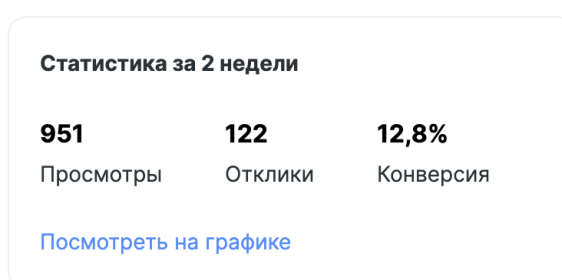 Статистика за 2 недели
951 122 12,8%
Просмотры Отклики Конверсия
Посмотреть на графике